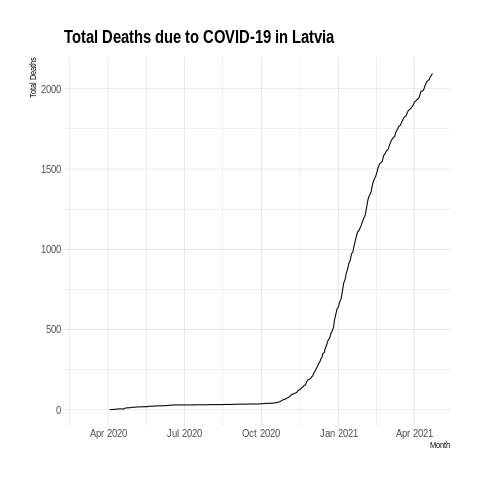 Total Deaths due to COVID-19 in Latvia
Total Deaths
2000
1500
1000
500
0
Apr 2020 Jul 2020 Oct 2020 Jan 2021 Apr 2021
Month